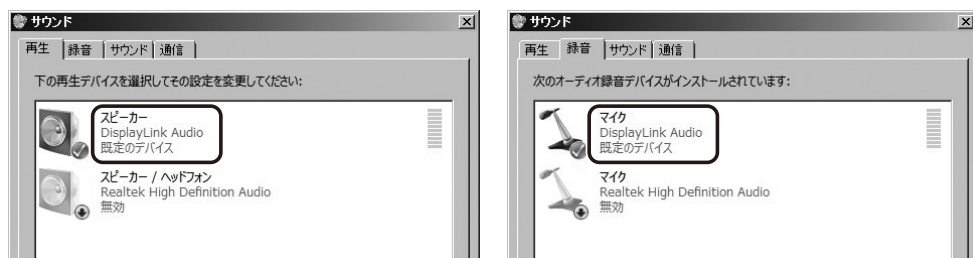 サウンド
再生 録音 サウンド 通信
下の再生デバイスを選択してその設定を変更してください:
スピーカー
DisplayLink Audio
既定のデバイス
スピーカー / ヘッドフォン
Realtek High Definition Audio
無効
サウンド
再生 録音 サウンド 通信
次のオーディオ録音デバイスがインストールされています:
マイク
DisplayLink Audio
既定のデバイス
マイク
Realtek High Definition Audio
無効